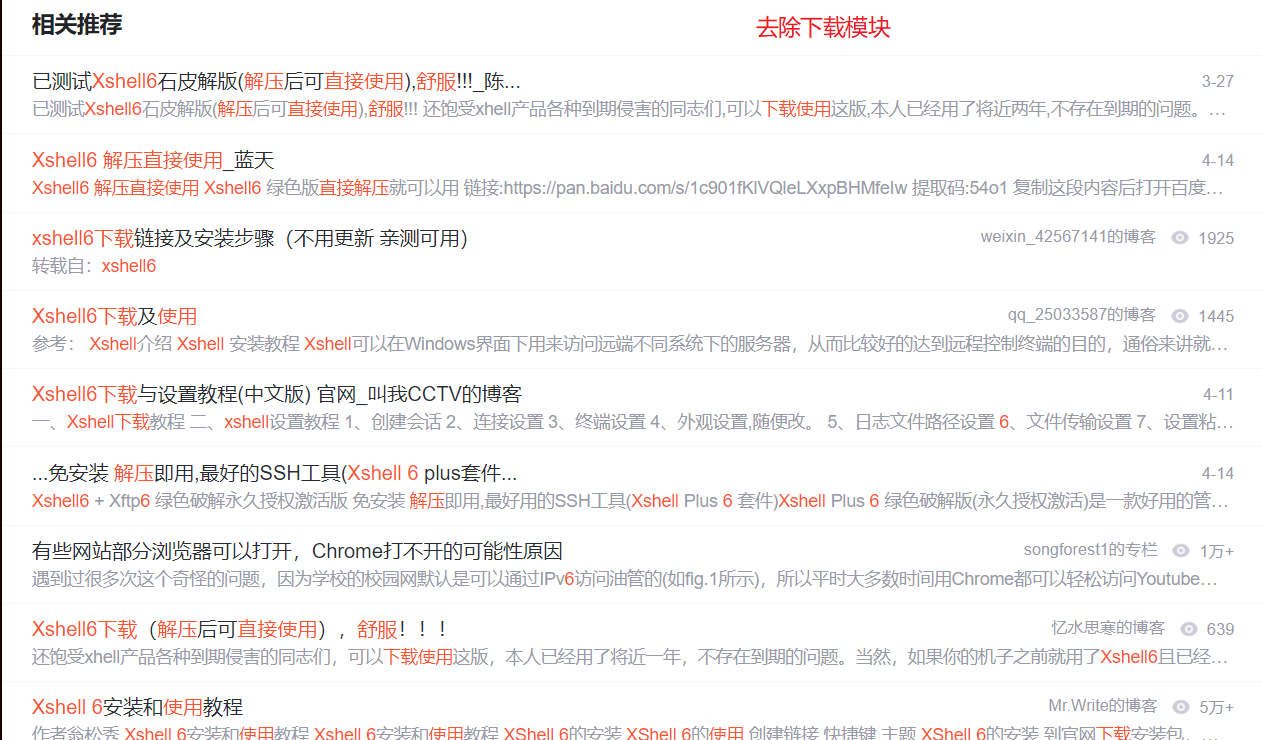 相关推荐
去除下载模块
已测试Xshell6石皮解版(解压后可直接使用),舒服!!!_陈...
3-27
已测试Xshell6石皮解版(解压后可直接使用),舒服!!! 还饱受xhell产品各种到期侵害的同志们,可以下载使用这版,本人已经用了将近两年,不存在到期的问题。...
Xshell6 解压直接使用_蓝天
4-14
Xshell6 解压直接使用 Xshell6 绿色版直接解压就可以用 链接:https://pan.baidu.com/s/1c901fKlVQleLXxpBHMfeIw 提取码:54o1 复制这段内容后打开百度...
xshell6下载链接及安装步骤（不用更新 亲测可用）
weixin_42567141的博客 1925
转载自：xshell6
Xshell6下载及使用
qq_25033587的博客 1445
参考： Xshell介绍 Xshell 安装教程 Xshell可以在Windows界面下用来访问远端不同系统下的服务器，从而比较好的达到远程控制终端的目的，通俗来讲就...
Xshell6下载与设置教程(中文版) 官网_叫我CCTV的博客
4-11
一、Xshell下载教程 二、xshell设置教程 1、创建会话 2、连接设置 3、终端设置 4、外观设置,随便改。 5、日志文件路径设置 6、文件传输设置 7、设置粘...
...免安装 解压即用,最好的SSH工具(Xshell 6 plus套件...
4-14
Xshell6 + Xftp6 绿色破解永久授权激活版 免安装 解压即用,最好用的SSH工具(Xshell Plus 6 套件)Xshell Plus 6 绿色破解版(永久授权激活)是一款好用的管...
有些网站部分浏览器可以打开，Chrome打不开的可能性原因
songforest1的专栏 1万+
遇到过很多次这个奇怪的问题，因为学校的校园网默认是可以通过IPv6访问油管的(如fig.1所示)，所以平时大多数时间用Chrome都可以轻松访问Youtube...
Xshell6下载（解压后可直接使用），舒服！！！
忆水思寒的博客 639
还饱受xhell产品各种到期侵害的同志们，可以下载使用这版，本人已经用了将近一年，不存在到期的问题。当然，如果你的机子之前就用了Xshell6且已经...
Xshell 6安装和使用教程
Mr.Write的博客 5万+
作者翁松秀 Xshell 6安装和使用教程 Xshell 6安装和使用教程 XShell 6的安装 XShell 6的使用 创建链接 快捷键 主题 XShell 6的安装 到官网下载安装包，...